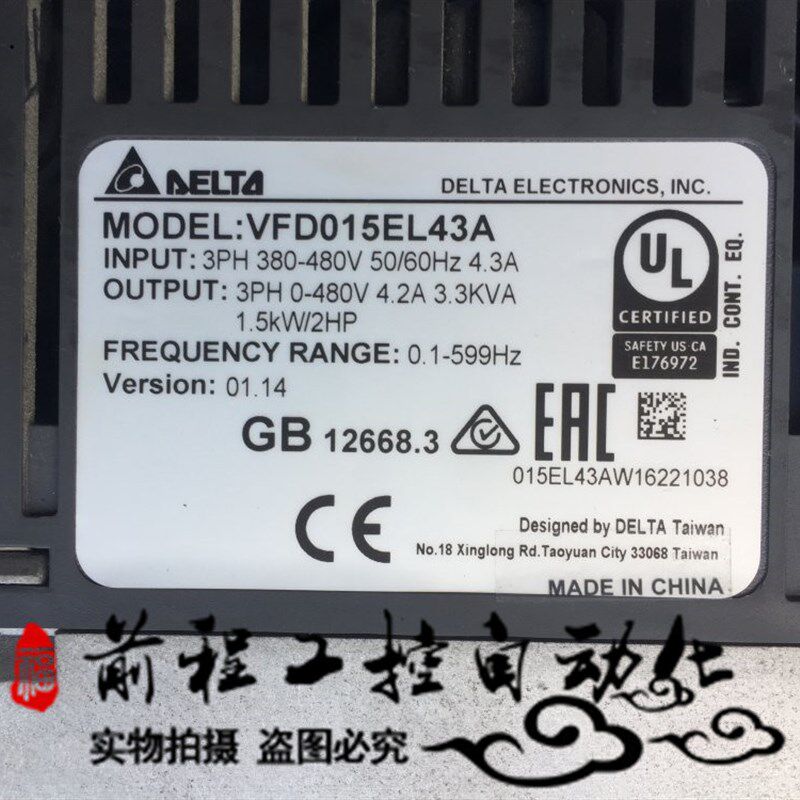 DELTA
DELTA ELECTRONICS, INC.
MODEL:VFD015EL43A
INPUT: 3PH 380-480V 50/60Hz 4.3A
OUTPUT: 3PH 0-480V 4.2A 3.3KVA
1.5kW/2HP
FREQUENCY RANGE: 0.1-599Hz
Version: 01.14
UL
CERTIFIED
SAFETY US·CA
E176972
IND. CONT. EQ.
GB 12668.3
EAC
015EL43AW16221038
CE
Designed by DELTA Taiwan
No.18 Xinglong Rd.Taoyuan City 33068 Taiwan
MADE IN CHINA
福 前程工控自动化
实物拍摄 盗图必究